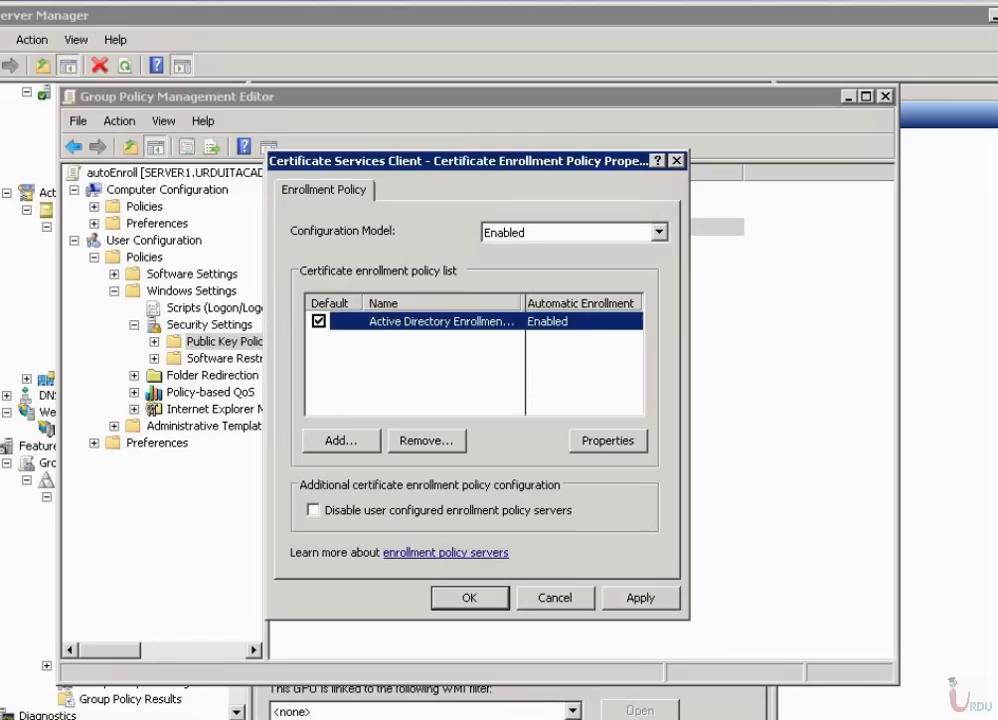 erver Manager
Action View Help
Group Policy Management Editor
File Action View Help
autoEnroll [SERVER1.URDUITACAD
Computer Configuration
Policies
Preferences
User Configuration
Policies
Software Settings
Windows Settings
Scripts (Logon/Log
Security Settings
Public Key Polic
Software Restr
Folder Redirection
Policy-based QoS
Internet Explorer M
Administrative Templat
Preferences
Act
DN
We
Feature
Gro
Certificate Services Client - Certificate Enrollment Policy Prope...
Enrollment Policy
Configuration Model: Enabled
Certificate enrollment policy list
Default Name Automatic Enrollment
Active Directory Enrollmen... Enabled
Add... Remove... Properties
Additional certificate enrollment policy configuration
Disable user configured enrollment policy servers
Learn more about enrollment policy servers
OK Cancel Apply
Group Policy Results
Diagnostics
This GPO is linked to the following WMI filter:
<none> Open
URDU